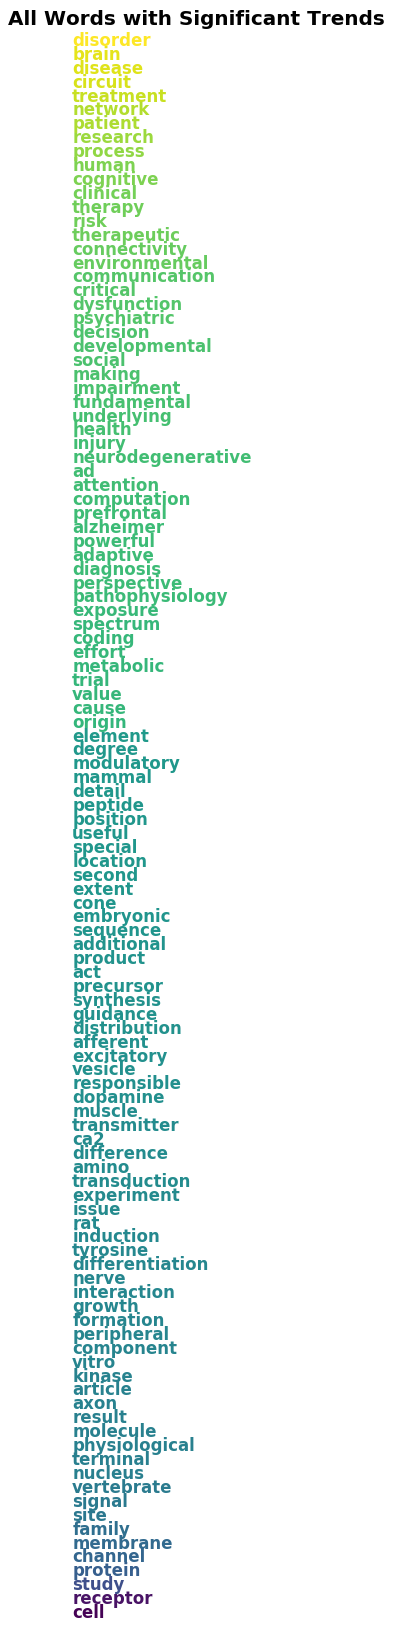 All Words with Significant Trends
disorder
brain
disease
circuit
treatment
network
patient
research
process
human
cognitive
clinical
therapy
risk
therapeutic
connectivity
environmental
communication
critical
dysfunction
psychiatric
decision
developmental
social
making
impairment
fundamental
underlying
health
injury
neurodegenerative
ad
attention
computation
prefrontal
alzheimer
powerful
adaptive
diagnosis
perspective
pathophysiology
exposure
spectrum
coding
effort
metabolic
trial
value
cause
origin
element
degree
modulatory
mammal
detail
peptide
position
useful
special
location
second
extent
cone
embryonic
sequence
additional
product
act
precursor
synthesis
guidance
distribution
afferent
excitatory
vesicle
responsible
dopamine
muscle
transmitter
ca2
difference
amino
transduction
experiment
issue
rat
induction
tyrosine
differentiation
nerve
interaction
growth
formation
peripheral
component
vitro
kinase
article
axon
result
molecule
physiological
terminal
nucleus
vertebrate
signal
site
family
membrane
channel
protein
study
receptor
cell